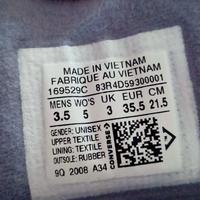 MADE IN VIETNAM
FABRIQUE AU VIETNAM
169529C 83R4D59300001
MENS WO'S UK EUR CM
3.5 5 3 35.5 21.5
GENDER: UNISEX
UPPER: TEXTILE
LINING: TEXTILE
OUTSOLE: RUBBER
9Q 2008 A34
CONVERSE